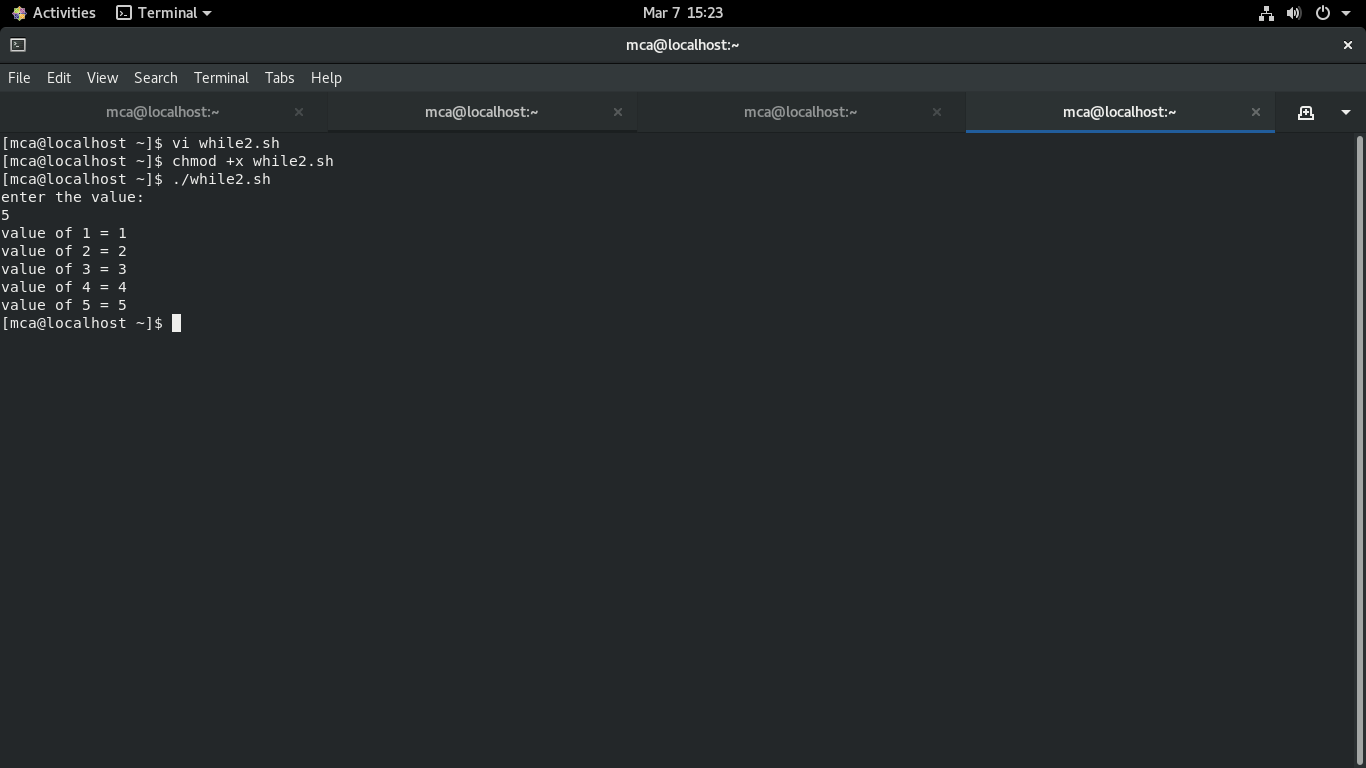 Activities Terminal Mar 7 15:23
mca@localhost:~
File Edit View Search Terminal Tabs Help
mca@localhost:~ mca@localhost:~ mca@localhost:~ mca@localhost:~
[mca@localhost ~]$ vi while2.sh
[mca@localhost ~]$ chmod +x while2.sh
[mca@localhost ~]$ ./while2.sh
enter the value:
5
value of 1 = 1
value of 2 = 2
value of 3 = 3
value of 4 = 4
value of 5 = 5
[mca@localhost ~]$